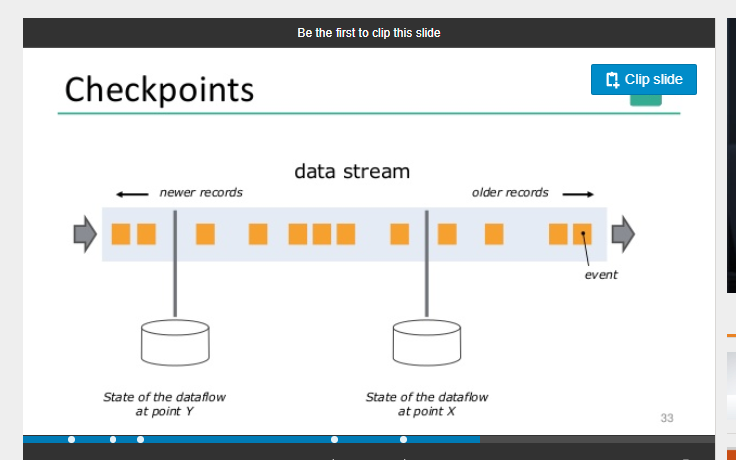 Be the first to clip this slide
Clip slide
Checkpoints
data stream
newer records
older records
event
State of the dataflow
at point Y
State of the dataflow
at point X
33